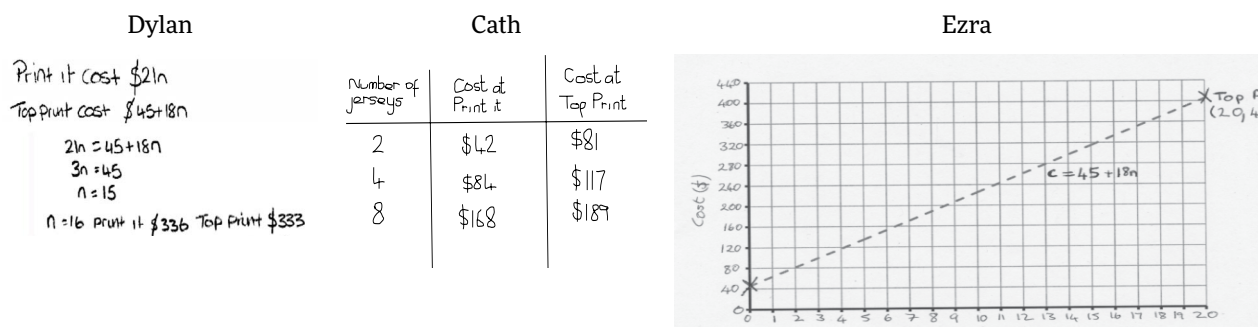 Dylan
Print it cost $21n
Top print cost $45+18n
21n = 45+18n
3n = 45
n = 15
n = 16 print it $336 Top print $333
Cath
Number of jerseys | Cost at Print it | Cost at Top Print
2 | $42 | $81
4 | $84 | $117
8 | $168 | $189
Ezra
Cost ($)
440
400
360
320
280
240
200
160
120
80
40
0
0 1 2 3 4 5 6 7 8 9 10 11 12 13 14 15 16 17 18 19 20
c = 45 + 18n
Top P
(20, 4